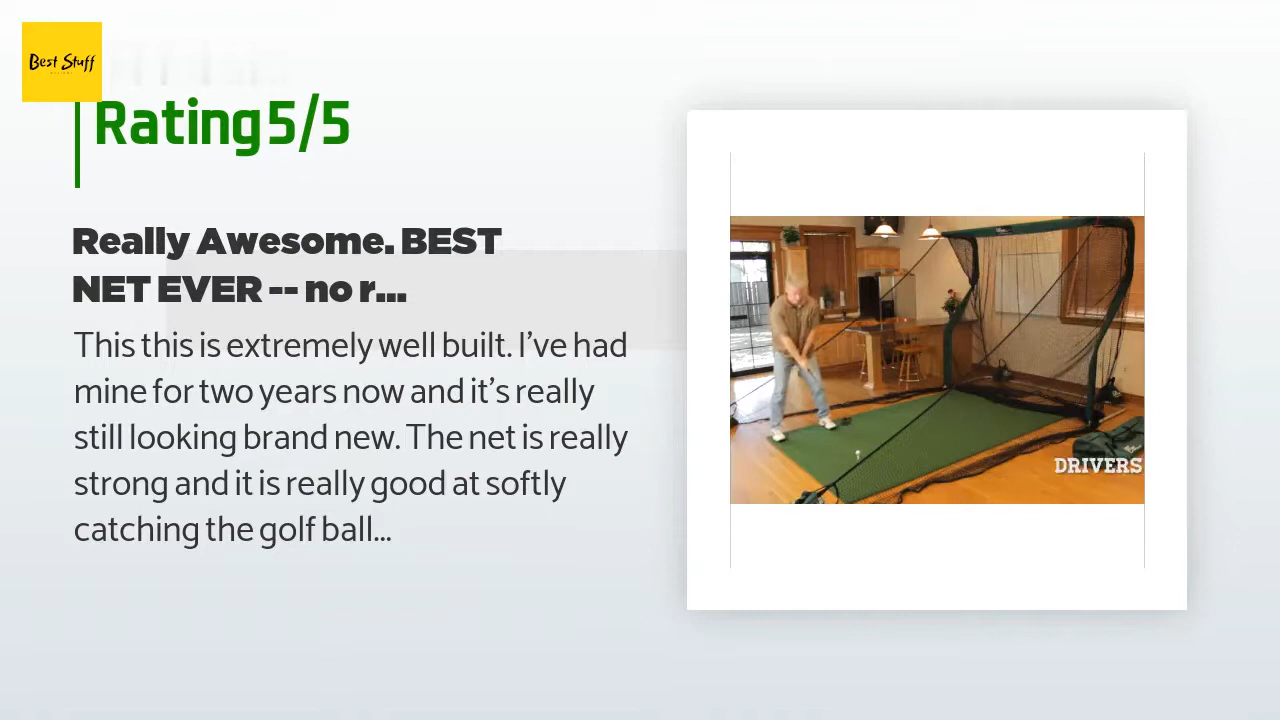 Best Stuff
Rating 5/5
Really Awesome. BEST
NET EVER -- no r...
This this is extremely well built. I've had
mine for two years now and it's really
still looking brand new. The net is really
strong and it is really good at softly
catching the golf ball...
DRIVERS